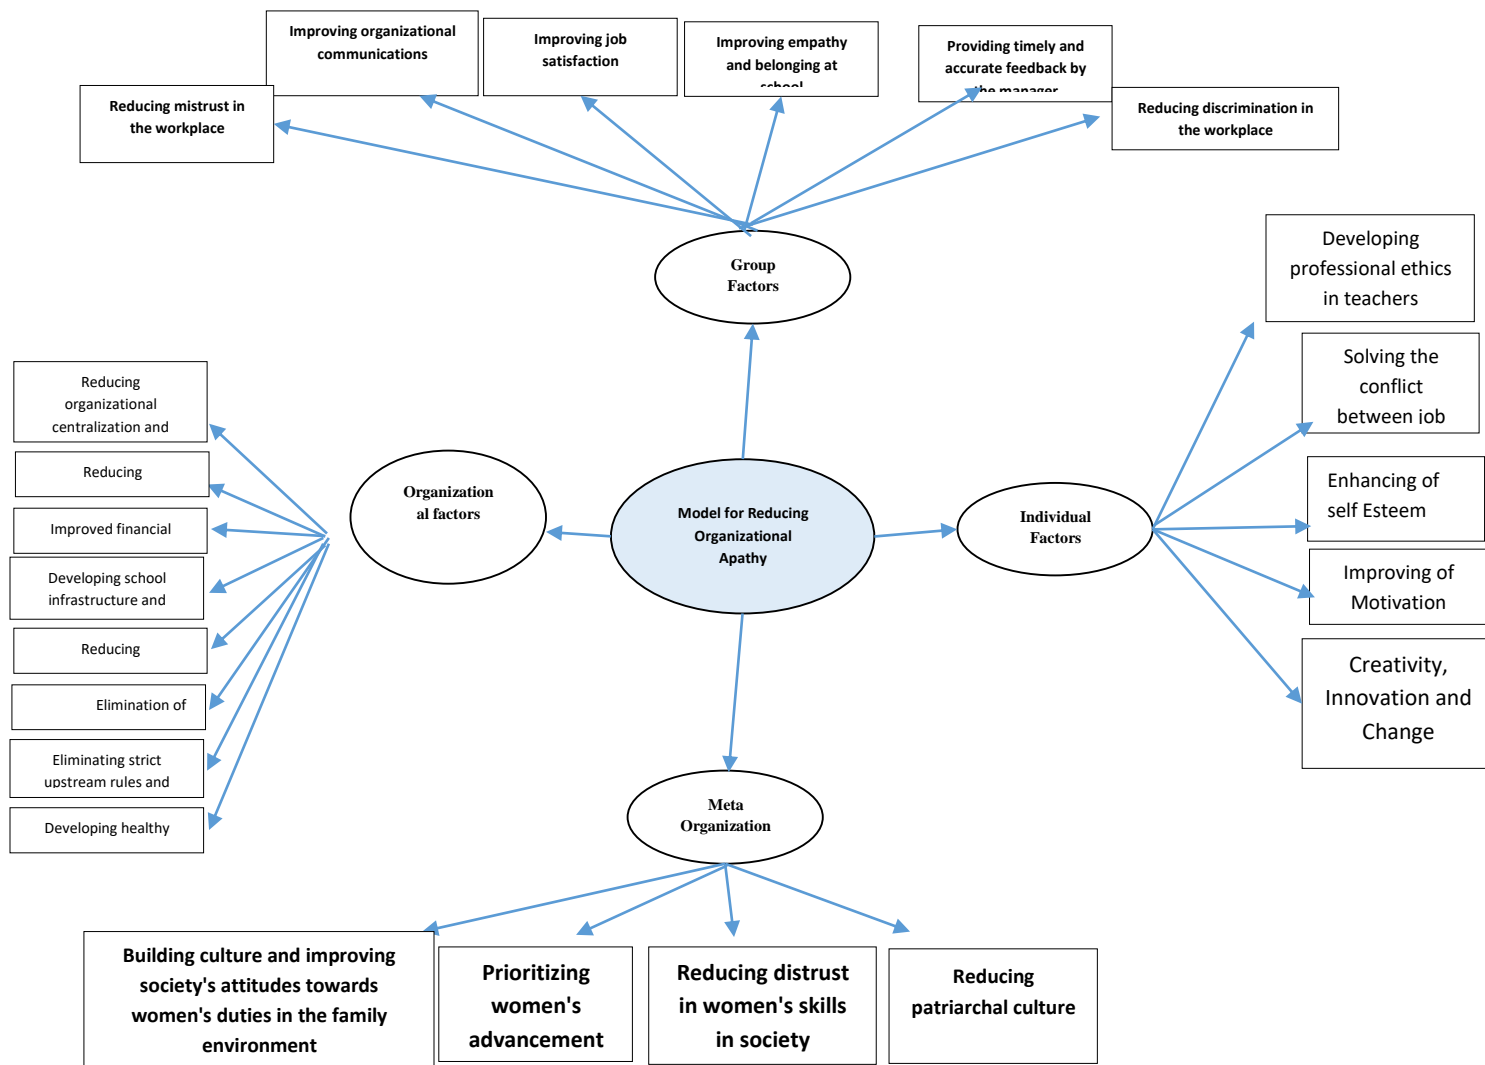 Improving organizational
communications
Improving job
satisfaction
Improving empathy
and belonging at
school
Providing timely and
accurate feedback by
the manager
Reducing mistrust in
the workplace
Reducing discrimination in
the workplace
Group
Factors
Developing
professional ethics
in teachers
Solving the
conflict
between job
Enhancing of
self Esteem
Improving of
Motivation
Creativity,
Innovation and
Change
Individual
Factors
Model for Reducing
Organizational
Apathy
Organization
al factors
Reducing
organizational
centralization and
Reducing
Improved financial
Developing school
infrastructure and
Reducing
Elimination of
Eliminating strict
upstream rules and
Developing healthy
Meta
Organization
Building culture and improving
society's attitudes towards
women's duties in the family
environment
Prioritizing
women's
advancement
Reducing distrust
in women's skills
in society
Reducing
patriarchal culture